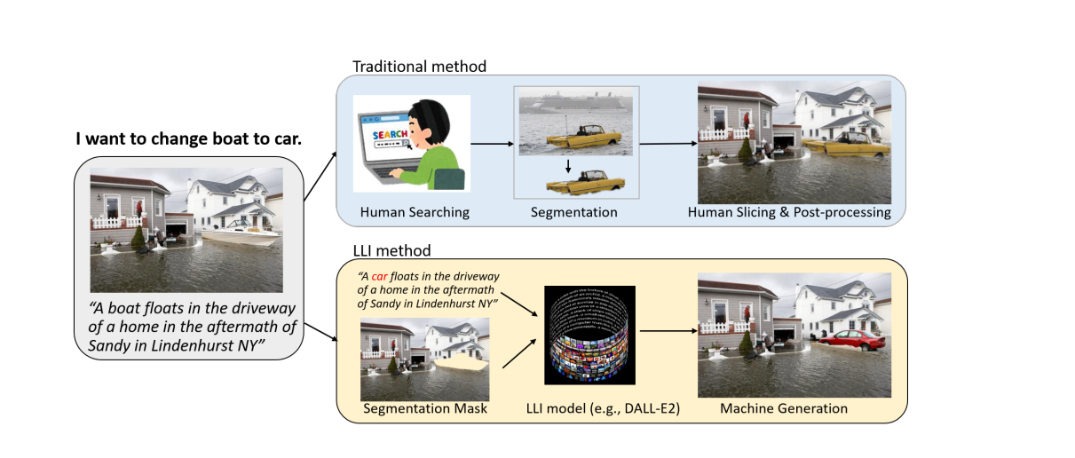 Traditional method
I want to change boat to car.
SEARCH
Human Searching
Segmentation
Human Slicing & Post-processing
LLI method
“A boat floats in the driveway
of a home in the aftermath of
Sandy in Lindenhurst NY”
“A car floats in the driveway
of a home in the aftermath
of Sandy in Lindenhurst NY”
Segmentation Mask
LLI model (e.g., DALL-E2)
Machine Generation